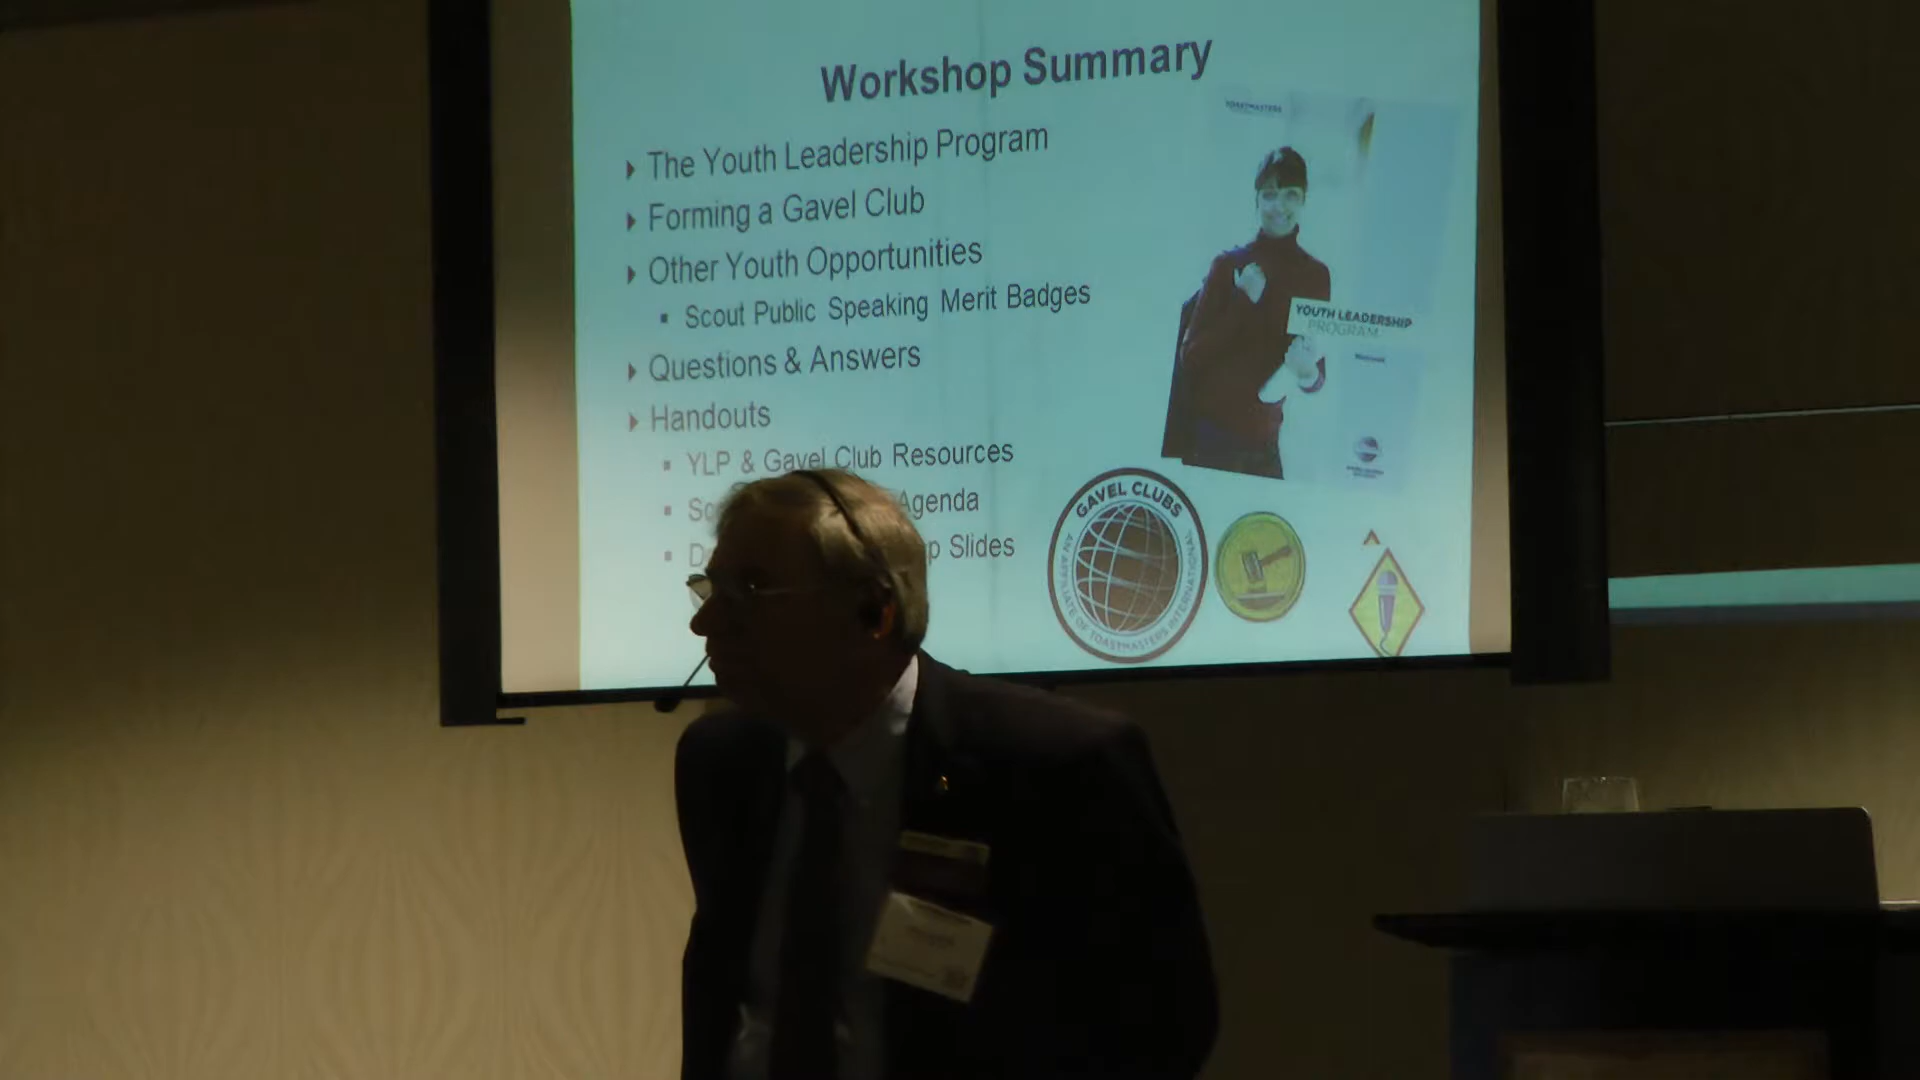 Workshop Summary
The Youth Leadership Program
Forming a Gavel Club
Other Youth Opportunities
Scout Public Speaking Merit Badges
Questions & Answers
Handouts
YLP & Gavel Club Resources
Agenda
Slides
TOASTMASTERS
YOUTH LEADERSHIP
PROGRAM
GAVEL CLUBS
AN AFFILIATE OF TOASTMASTERS INTERNATIONAL